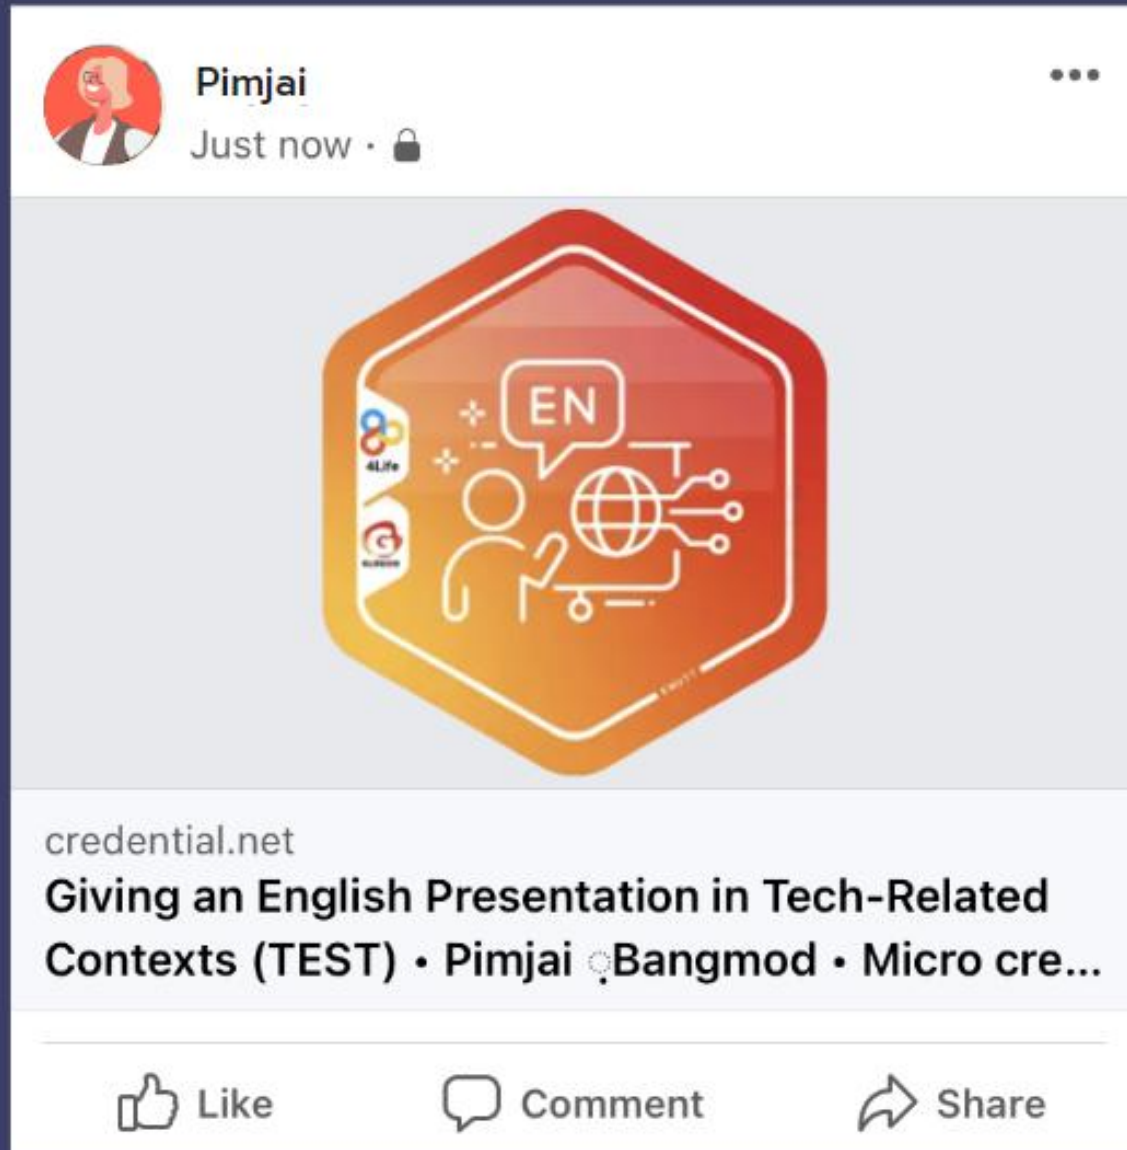 Pimjai
Just now ·
EN
4Life
G
credential.net
Giving an English Presentation in Tech-Related
Contexts (TEST) • Pimjai ฺBangmod • Micro cre...
Like
Comment
Share